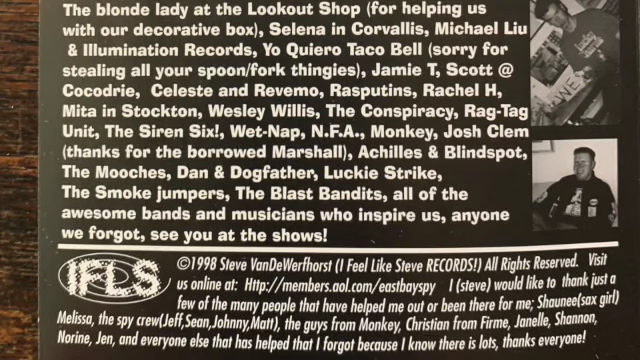 The blonde lady at the Lookout Shop (for helping us
with our decorative box), Selena in Corvallis, Michael Liu
& Illumination Records, Yo Quiero Taco Bell (sorry for
stealing all your spoon/fork thingies), Jamie T, Scott @
Cocodrie, Celeste and Revemo, Rasputins, Rachel H,
Mita in Stockton, Wesley Willis, The Conspiracy, Rag-Tag
Unit, The Siren Six!, Wet-Nap, N.F.A., Monkey, Josh Clem
(thanks for the borrowed Marshall), Achilles & Blindspot,
The Mooches, Dan & Dogfather, Luckie Strike,
The Smoke jumpers, The Blast Bandits, all of the
awesome bands and musicians who inspire us, anyone
we forgot, see you at the shows!
IFLS
©1998 Steve VanDeWerfhorst (I Feel Like Steve RECORDS!) All Rights Reserved. Visit
us online at: Http://members.aol.com/eastbayspy I (steve) would like to thank just a
few of the many people that have helped me out or been there for me; Shaunee(sax girl)
Melissa, the spy crew(Jeff,Sean,Johnny,Matt), the guys from Monkey, Christian from Firme, Janelle, Shannon,
Norine, Jen, and everyone else that has helped that I forgot because I know there is lots, thanks everyone!